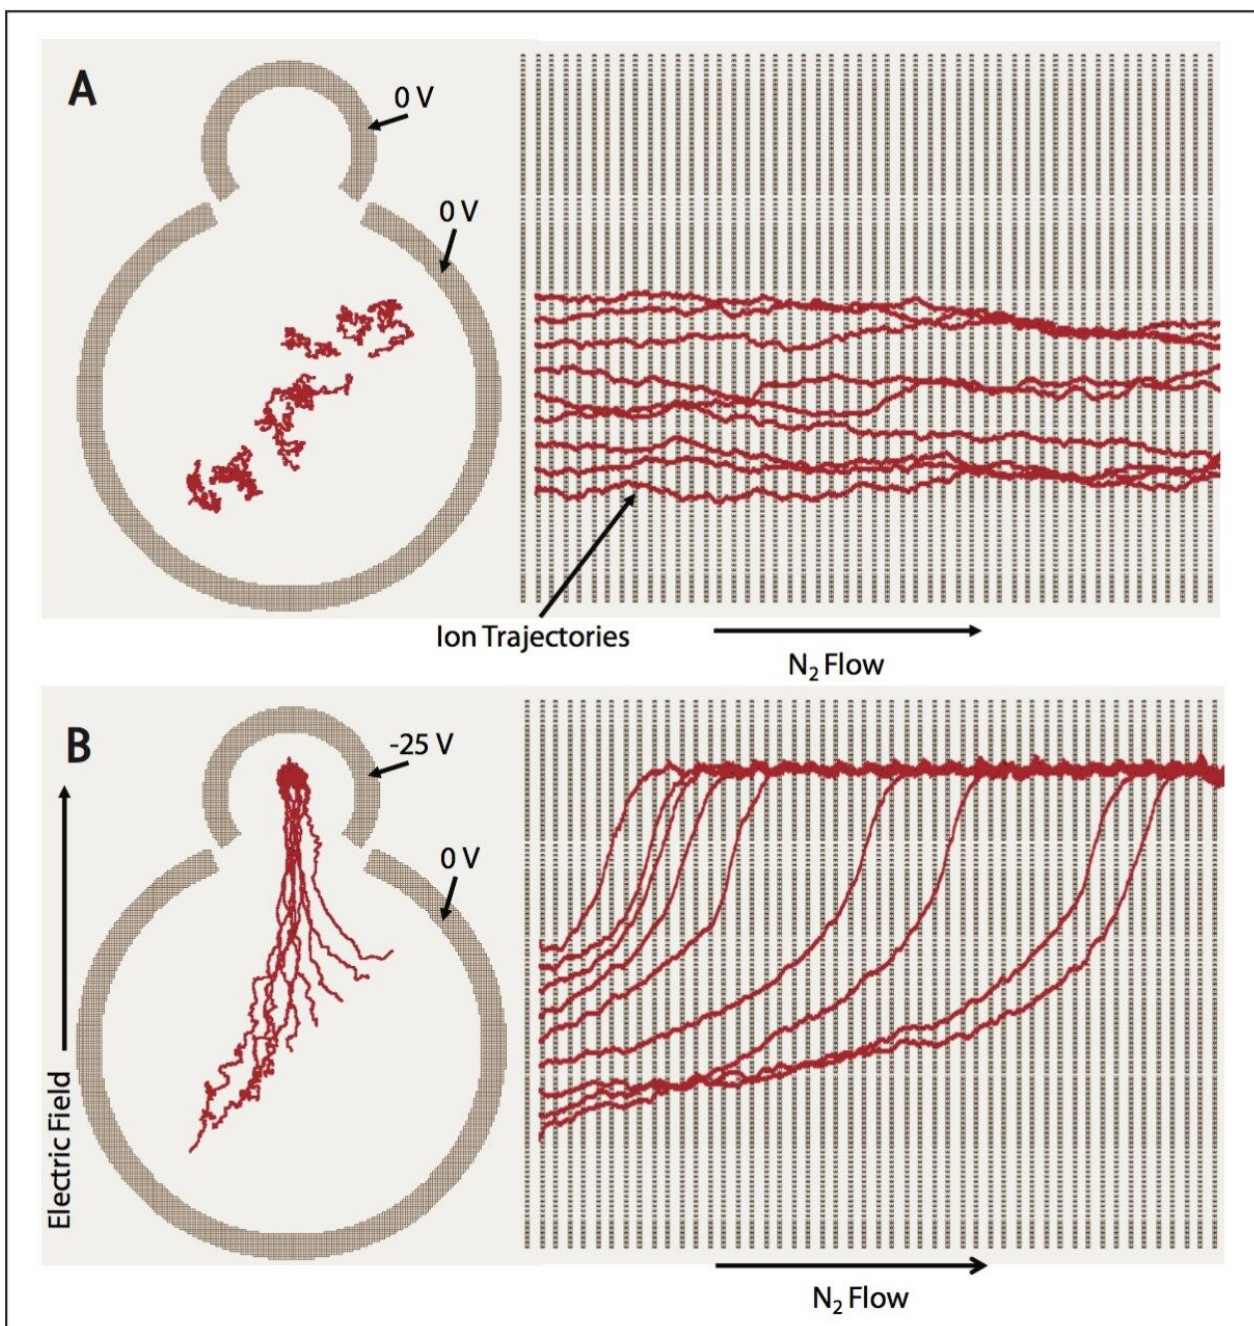 A
0 V
0 V
Ion Trajectories
N₂ Flow
B
-25 V
0 V
Electric Field
N₂ Flow